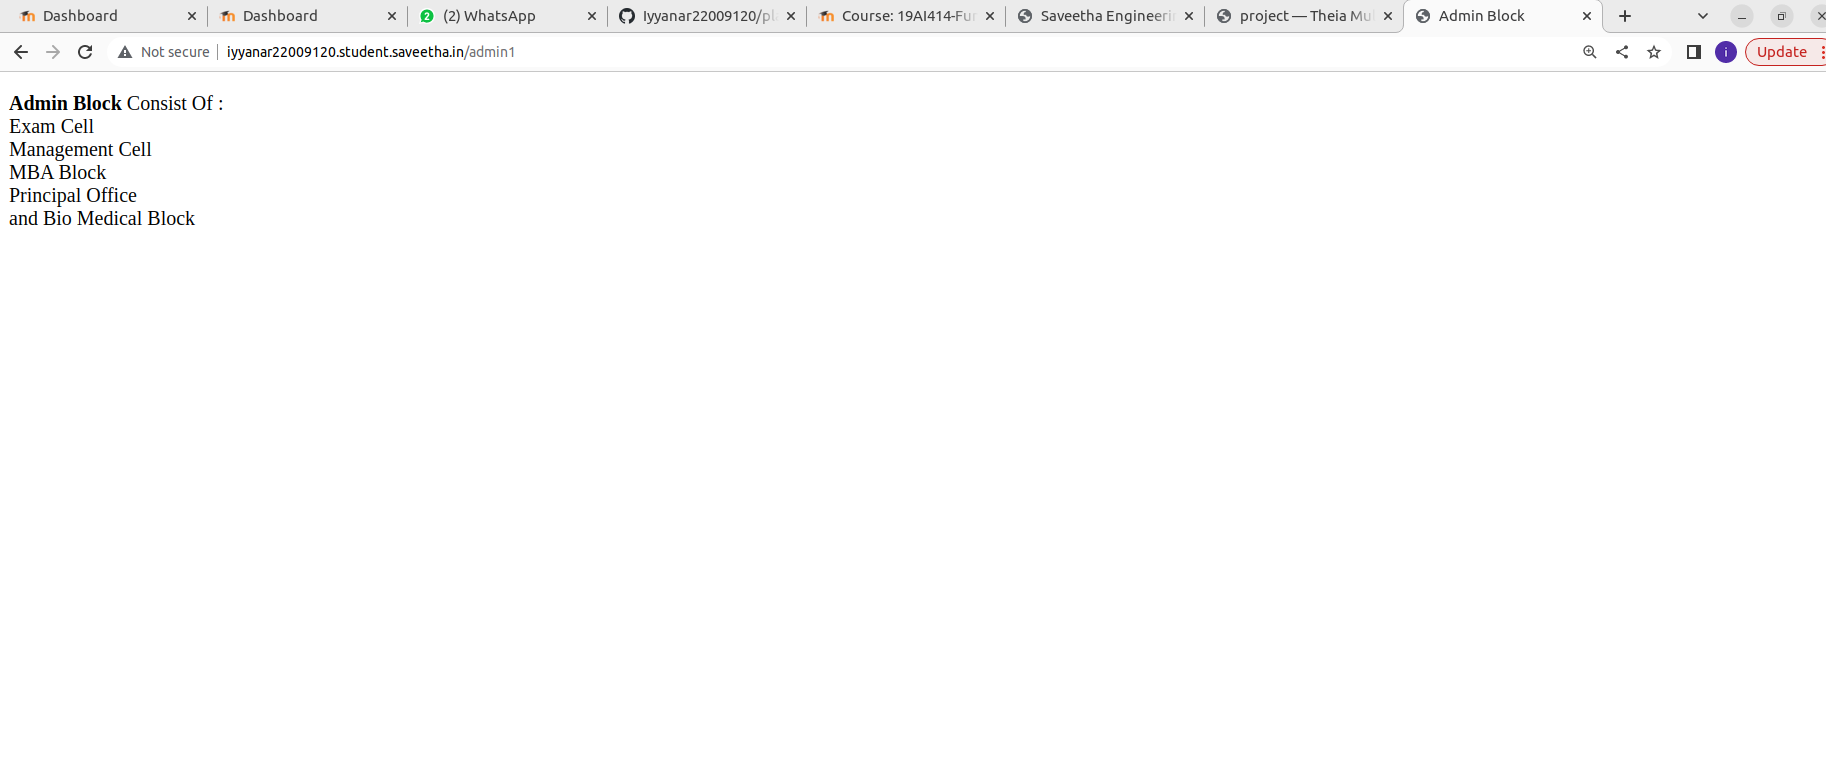 Dashboard
Dashboard
2
(2) WhatsApp
Iyyanar22009120/pl
Course: 19AI414-Fu
Saveetha Engineeri
project — Theia Mu
Admin Block
Not secure
iyyanar22009120.student.saveetha.in/admin1
i
Update
Admin Block Consist Of :
Exam Cell
Management Cell
MBA Block
Principal Office
and Bio Medical Block